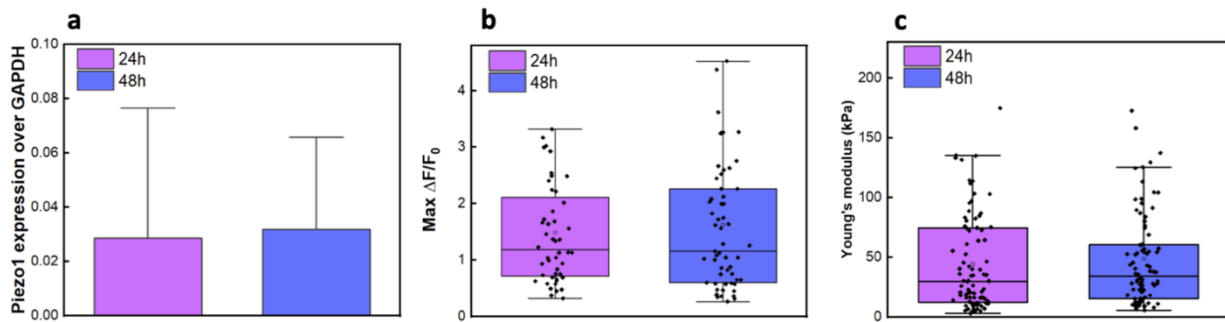 a
Piezo1 expression over GAPDH
0.10
0.08
0.06
0.04
0.02
0.00
24h
48h
b
Max ΔF/F0
4
3
2
1
0
24h
48h
c
Young's modulus (kPa)
200
150
100
50
0
24h
48h